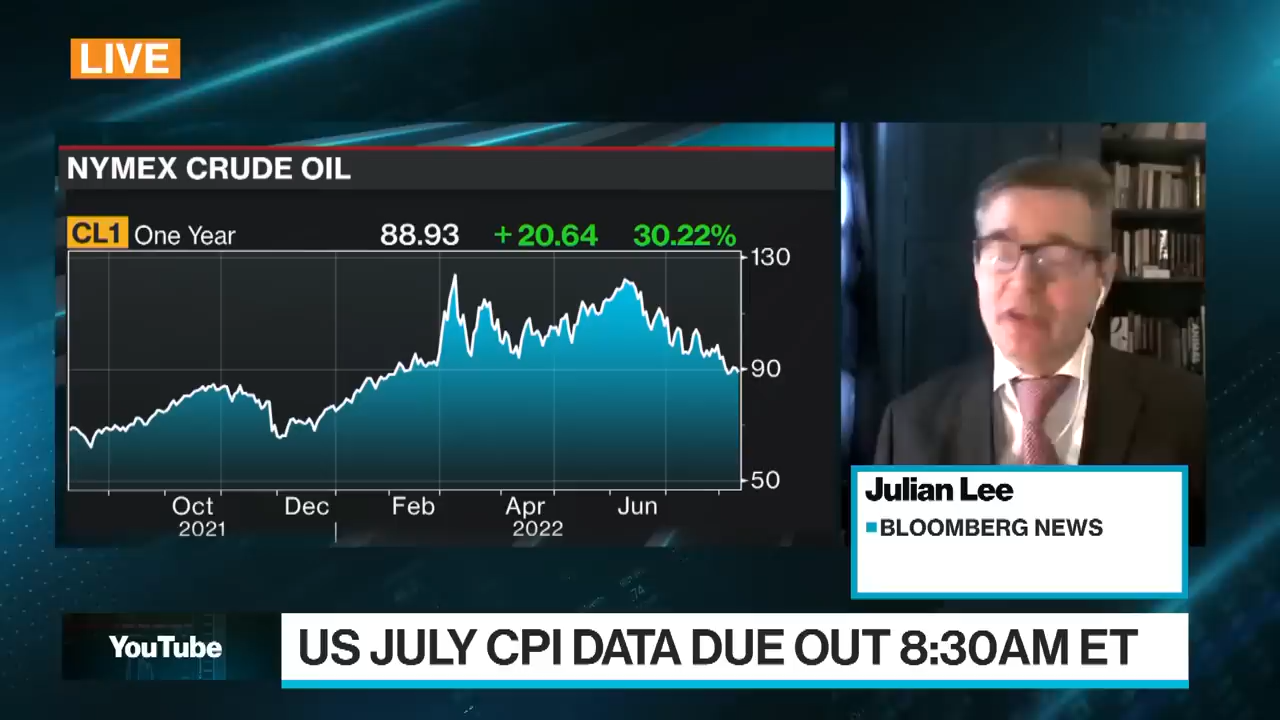 LIVE
NYMEX CRUDE OIL
CL1 One Year 88.93 +20.64 30.22%
130
90
50
Oct Dec Feb Apr Jun
2021 2022
Julian Lee
BLOOMBERG NEWS
YouTube
US JULY CPI DATA DUE OUT 8:30AM ET